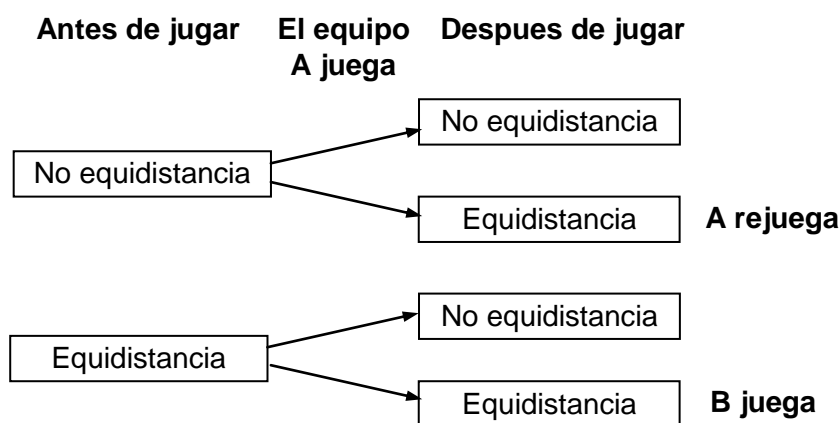 Antes de jugar
El equipo
A juega
Despues de jugar
No equidistancia
No equidistancia
Equidistancia
A rejuega
No equidistancia
Equidistancia
Equidistancia
B juega